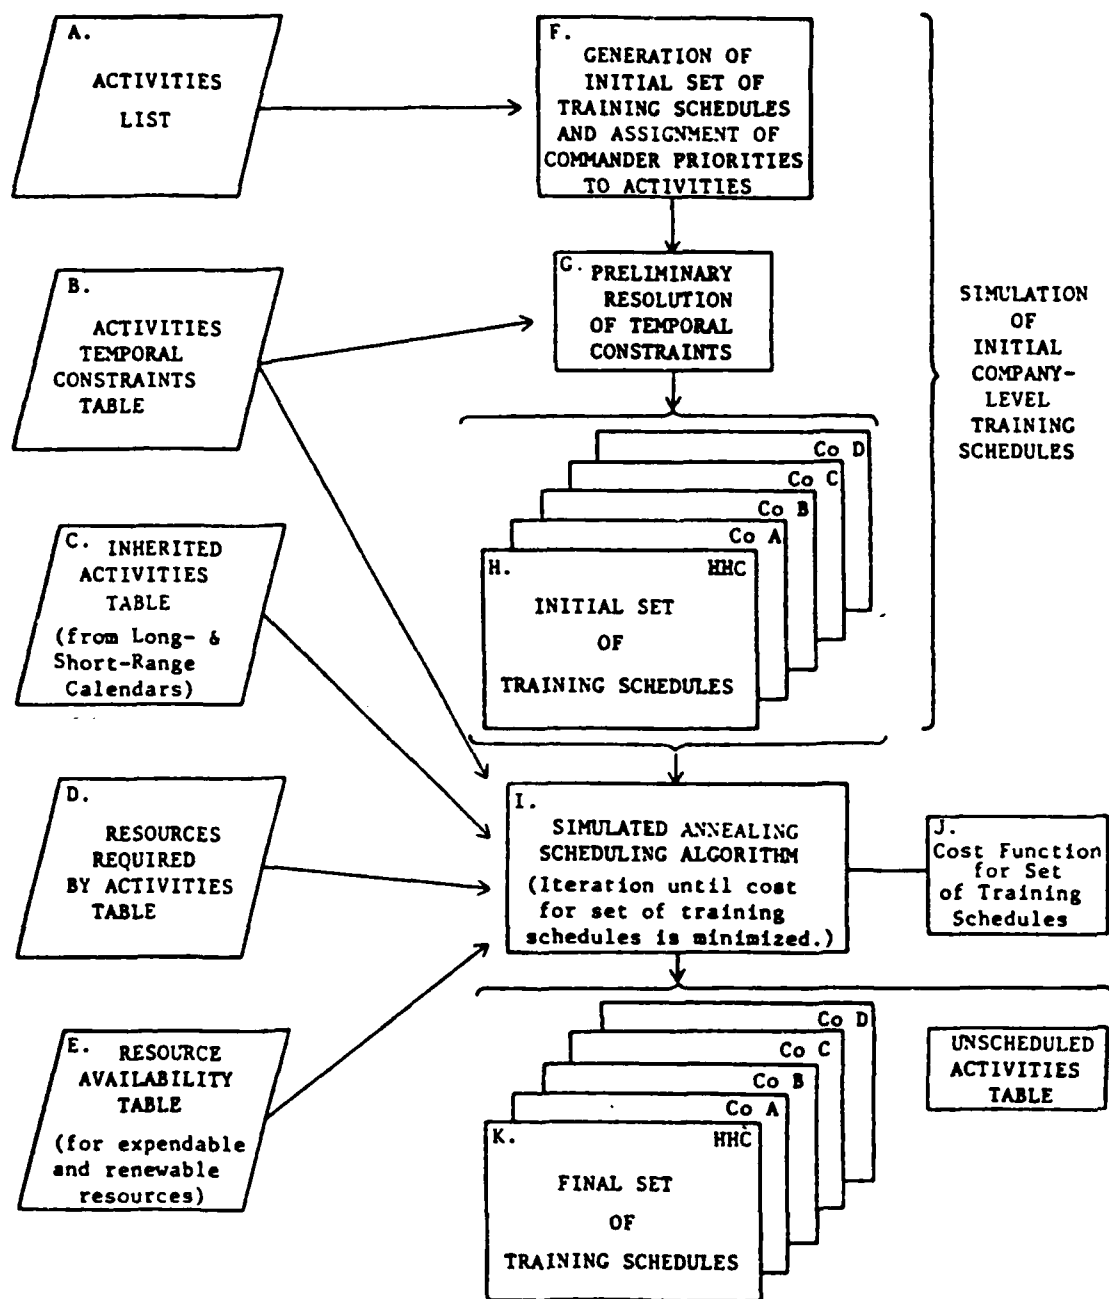 A.
ACTIVITIES
LIST
F.
GENERATION OF
INITIAL SET OF
TRAINING SCHEDULES
AND ASSIGNMENT OF
COMMANDER PRIORITIES
TO ACTIVITIES
B.
ACTIVITIES
TEMPORAL
CONSTRAINTS
TABLE
G. PRELIMINARY
RESOLUTION
OF TEMPORAL
CONSTRAINTS
SIMULATION
OF
INITIAL
COMPANY-
LEVEL
TRAINING
SCHEDULES
C. INHERITED
ACTIVITIES
TABLE
(from Long- &
Short-Range
Calendars)
Co D
Co C
Co B
Co A
H. HHC
INITIAL SET
OF
TRAINING SCHEDULES
D.
RESOURCES
REQUIRED
BY ACTIVITIES
TABLE
I.
SIMULATED ANNEALING
SCHEDULING ALGORITHM
(Iteration until cost
for set of training
schedules is minimized.)
J.
Cost Function
for Set
of Training
Schedules
E. RESOURCE
AVAILABILITY
TABLE
(for expendable
and renewable
resources)
Co D
Co C
Co B
Co A
K. HHC
FINAL SET
OF
TRAINING SCHEDULES
UNSCHEDULED
ACTIVITIES
TABLE